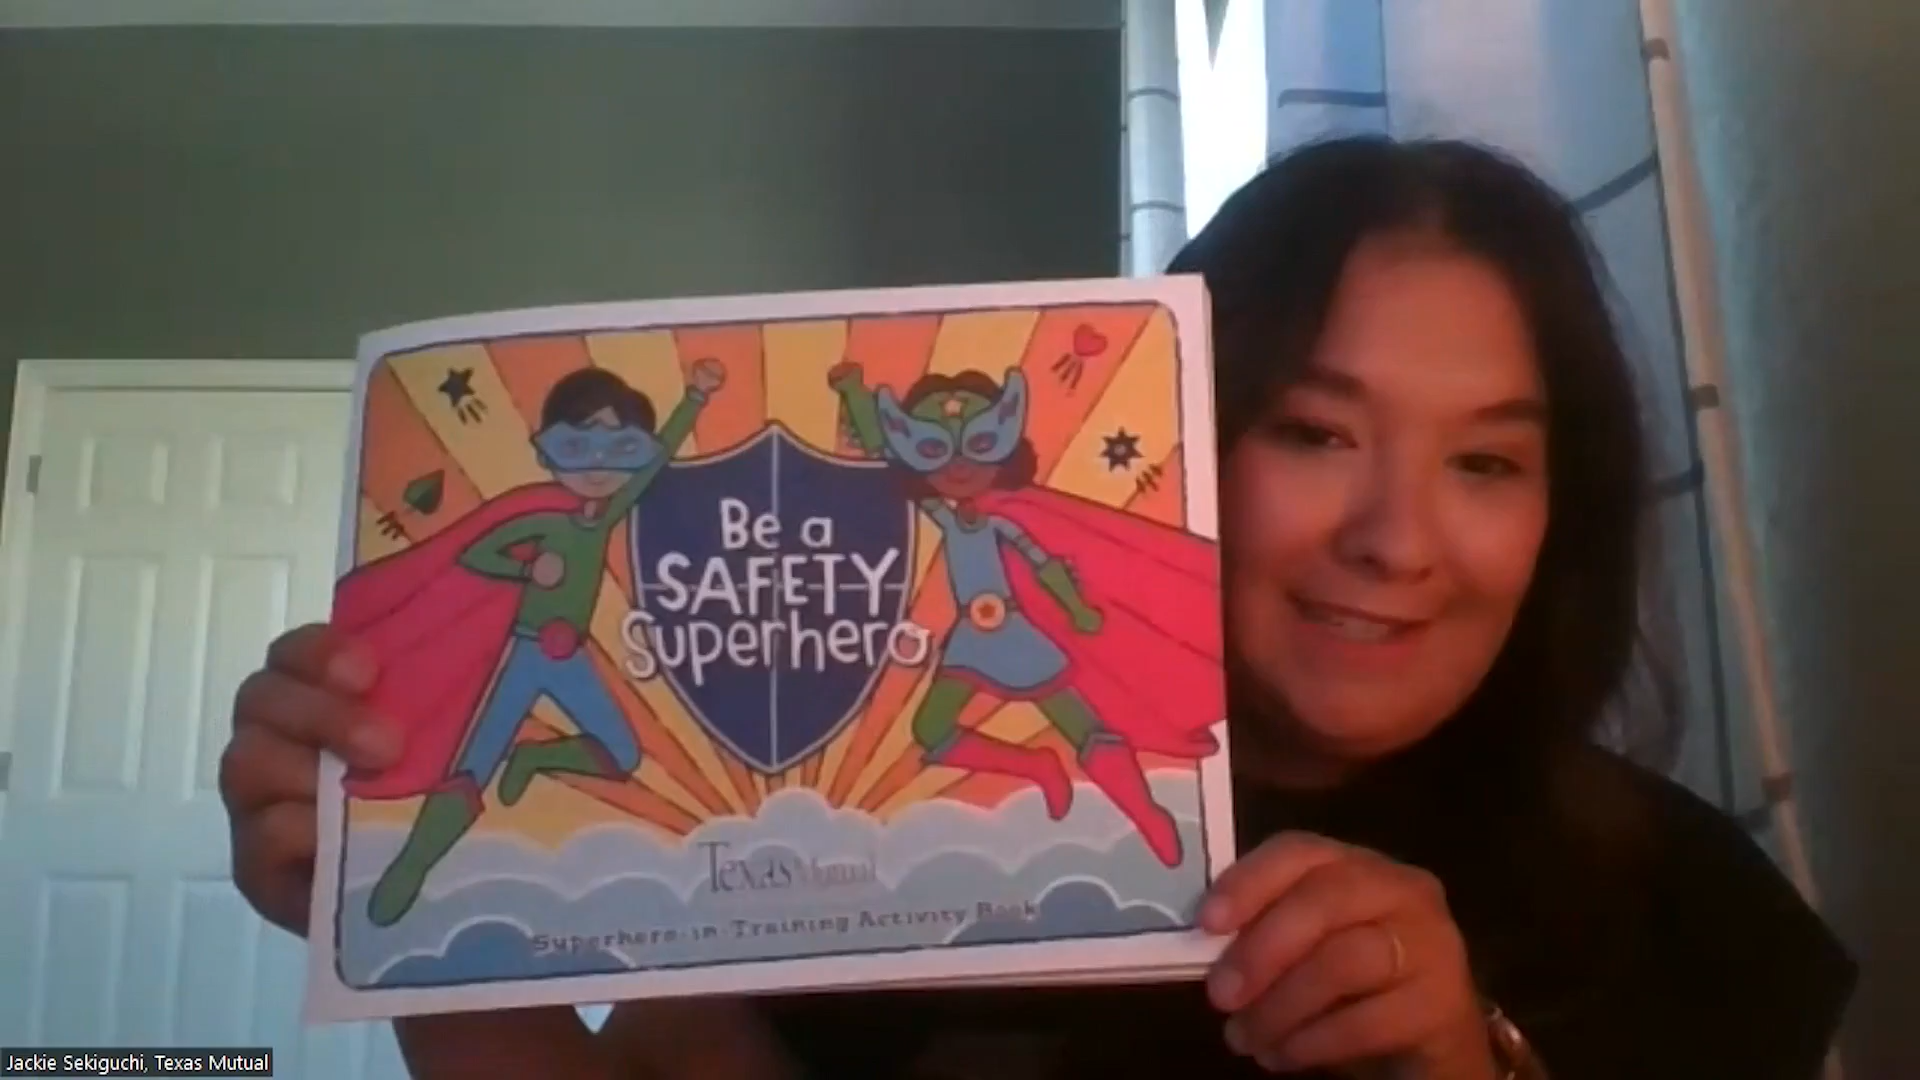 Be a
SAFETY
Superhero
Texas Mutual
Superhero-in-Training Activity Book
Jackie Sekiguchi, Texas Mutual